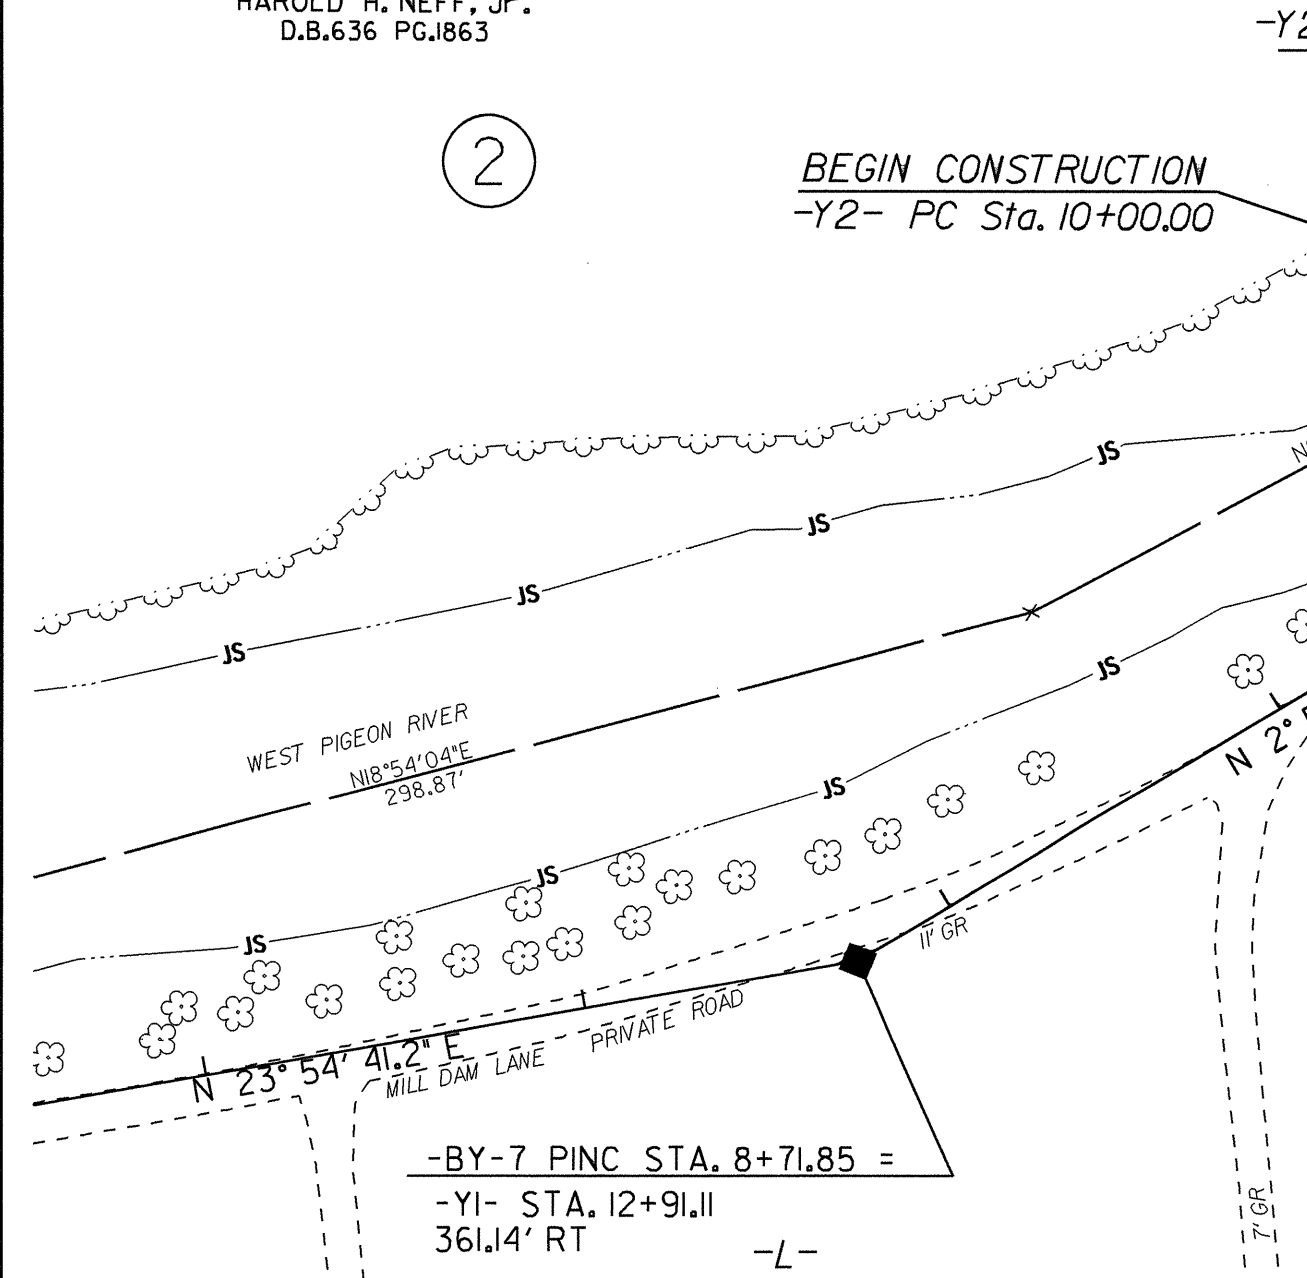 HAROLD H. NEFF, JR.
D.B.636 PG.1863
-Y2
2
BEGIN CONSTRUCTION
-Y2- PC Sta. 10+00.00
JS
JS
JS
JS
WEST PIGEON RIVER
N18°54'04"E
298.87'
JS
JS
JS
JS
N 2°
11' GR
PRIVATE ROAD
N 23° 54' 41.2" E
MILL DAM LANE
-BY-7 PINC STA. 8+71.85 =
-Y1- STA. 12+91.11
361.14' RT
-L-
7' GR